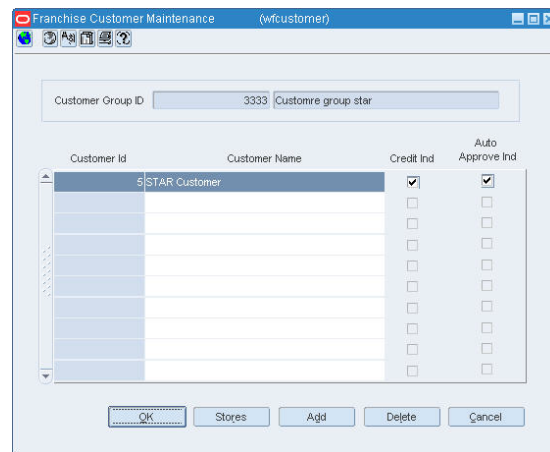 Franchise Customer Maintenance (wfcustomer)
Customer Group ID 3333 Customre group star
Auto
Customer Id Customer Name Credit Ind Approve Ind
5 STAR Customer
OK Stores Add Delete Cancel